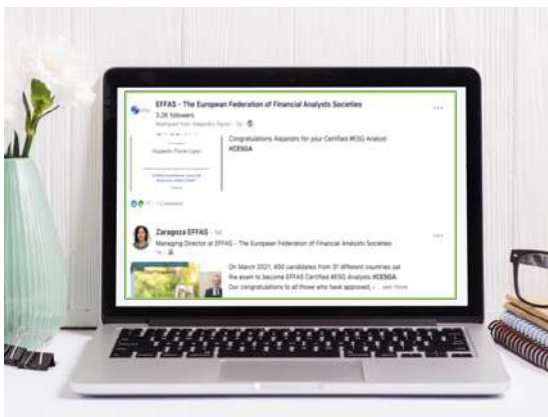 EFFAS - The European Federation of Financial Analysts Societies
3.2K followers
Congratulations Alejandro for your Certified #ESG Analyst
#CESGA
1 Comment
Zaragoza EFFAS · 1st
Managing Director at EFFAS - The European Federation of Financial Analysts Societies
On March 2021, 400 candidates from 31 different countries sat
the exam to become EFFAS Certified #ESG Analysts #CESGA.
Our congratulations to all those who have approved,
see more